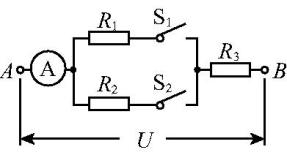 R₁ S₁
A A R₃ B
R₂ S₂
U